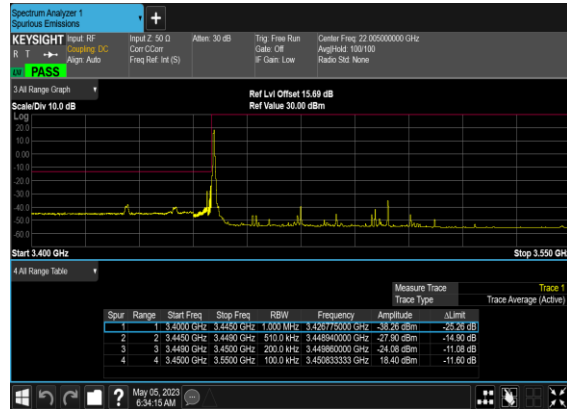 Spectrum Analyzer 1
Spurious Emissions
+
KEYSIGHT Input: RF Input Z: 50 Ω Atten: 30 dB Trig: Free Run Center Freq: 22.005000000 GHz
R T Coupling: DC Corr CCorr Gate: Off Avg|Hold: 100/100
Align: Auto Freq Ref: Int (S) IF Gain: Low Radio Std: None
PASS
3 All Range Graph Ref Lvl Offset 15.69 dB
Scale/Div 10.0 dB Ref Value 30.00 dBm
Log
20.0
10.0
0.00
-10.0
-20.0
-30.0
-40.0
-50.0
-60.0
Start 3.400 GHz Stop 3.550 GHz
4 All Range Table
Measure Trace Trace 1
Trace Type Trace Average (Active)
Spur Range Start Freq Stop Freq RBW Frequency Amplitude ΔLimit
1 1 3.4000 GHz 3.4450 GHz 1.000 MHz 3.426775000 GHz -38.26 dBm -25.26 dB
2 2 3.4450 GHz 3.4490 GHz 510.0 kHz 3.448940000 GHz -27.90 dBm -14.90 dB
3 3 3.4490 GHz 3.4500 GHz 200.0 kHz 3.449860000 GHz -24.08 dBm -11.08 dB
4 4 3.4500 GHz 3.5500 GHz 100.0 kHz 3.450833333 GHz 18.40 dBm -11.60 dB
? May 05, 2023
6:34:15 AM